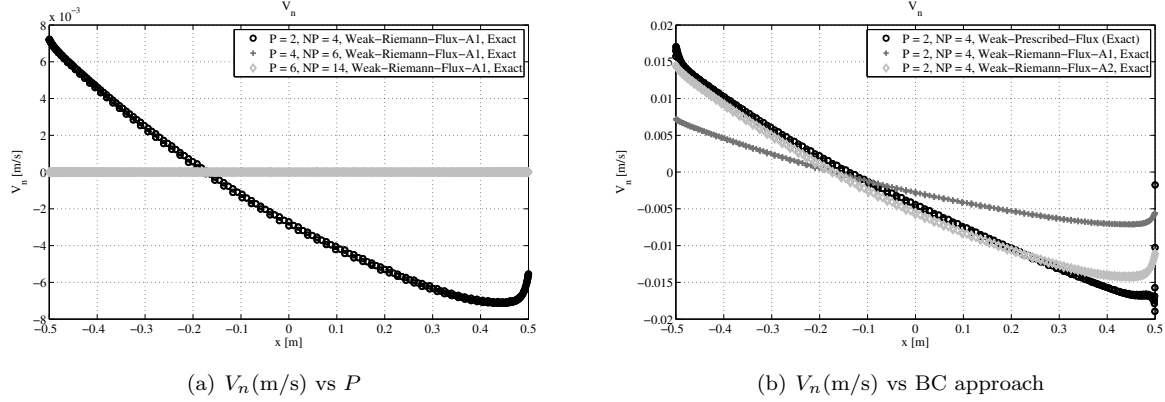 V_n
x 10^−3
8
6
4
2
0
−2
−4
−6
−8
V_n [m/s]
−0.5 −0.4 −0.3 −0.2 −0.1 0 0.1 0.2 0.3 0.4 0.5
x [m]
P = 2, NP = 4, Weak−Riemann−Flux−A1, Exact
P = 4, NP = 6, Weak−Riemann−Flux−A1, Exact
P = 6, NP = 14, Weak−Riemann−Flux−A1, Exact
(a) V_n(m/s) vs P
V_n
0.02
0.015
0.01
0.005
0
−0.005
−0.01
−0.015
−0.02
V_n [m/s]
−0.5 −0.4 −0.3 −0.2 −0.1 0 0.1 0.2 0.3 0.4 0.5
x [m]
P = 2, NP = 4, Weak−Prescribed−Flux (Exact)
P = 2, NP = 4, Weak−Riemann−Flux−A1, Exact
P = 2, NP = 4, Weak−Riemann−Flux−A2, Exact
(b) V_n(m/s) vs BC approach